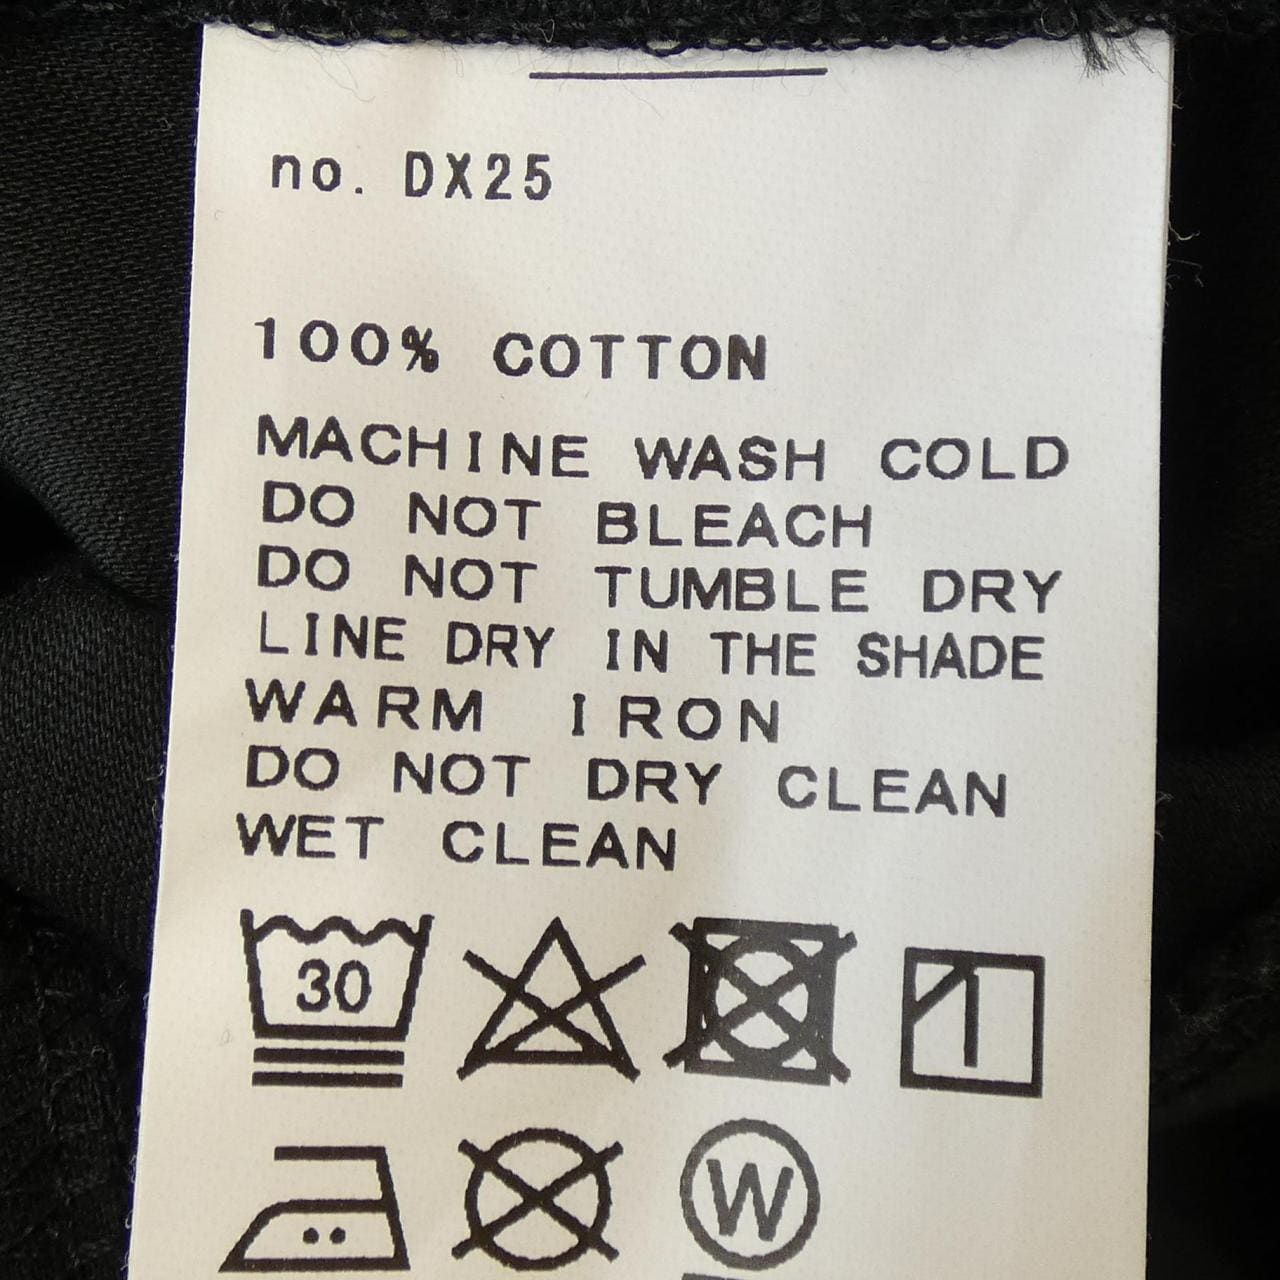 no. DX25
100% COTTON
MACHINE WASH COLD
DO NOT BLEACH
DO NOT TUMBLE DRY
LINE DRY IN THE SHADE
WARM IRON
DO NOT DRY CLEAN
WET CLEAN
30
W